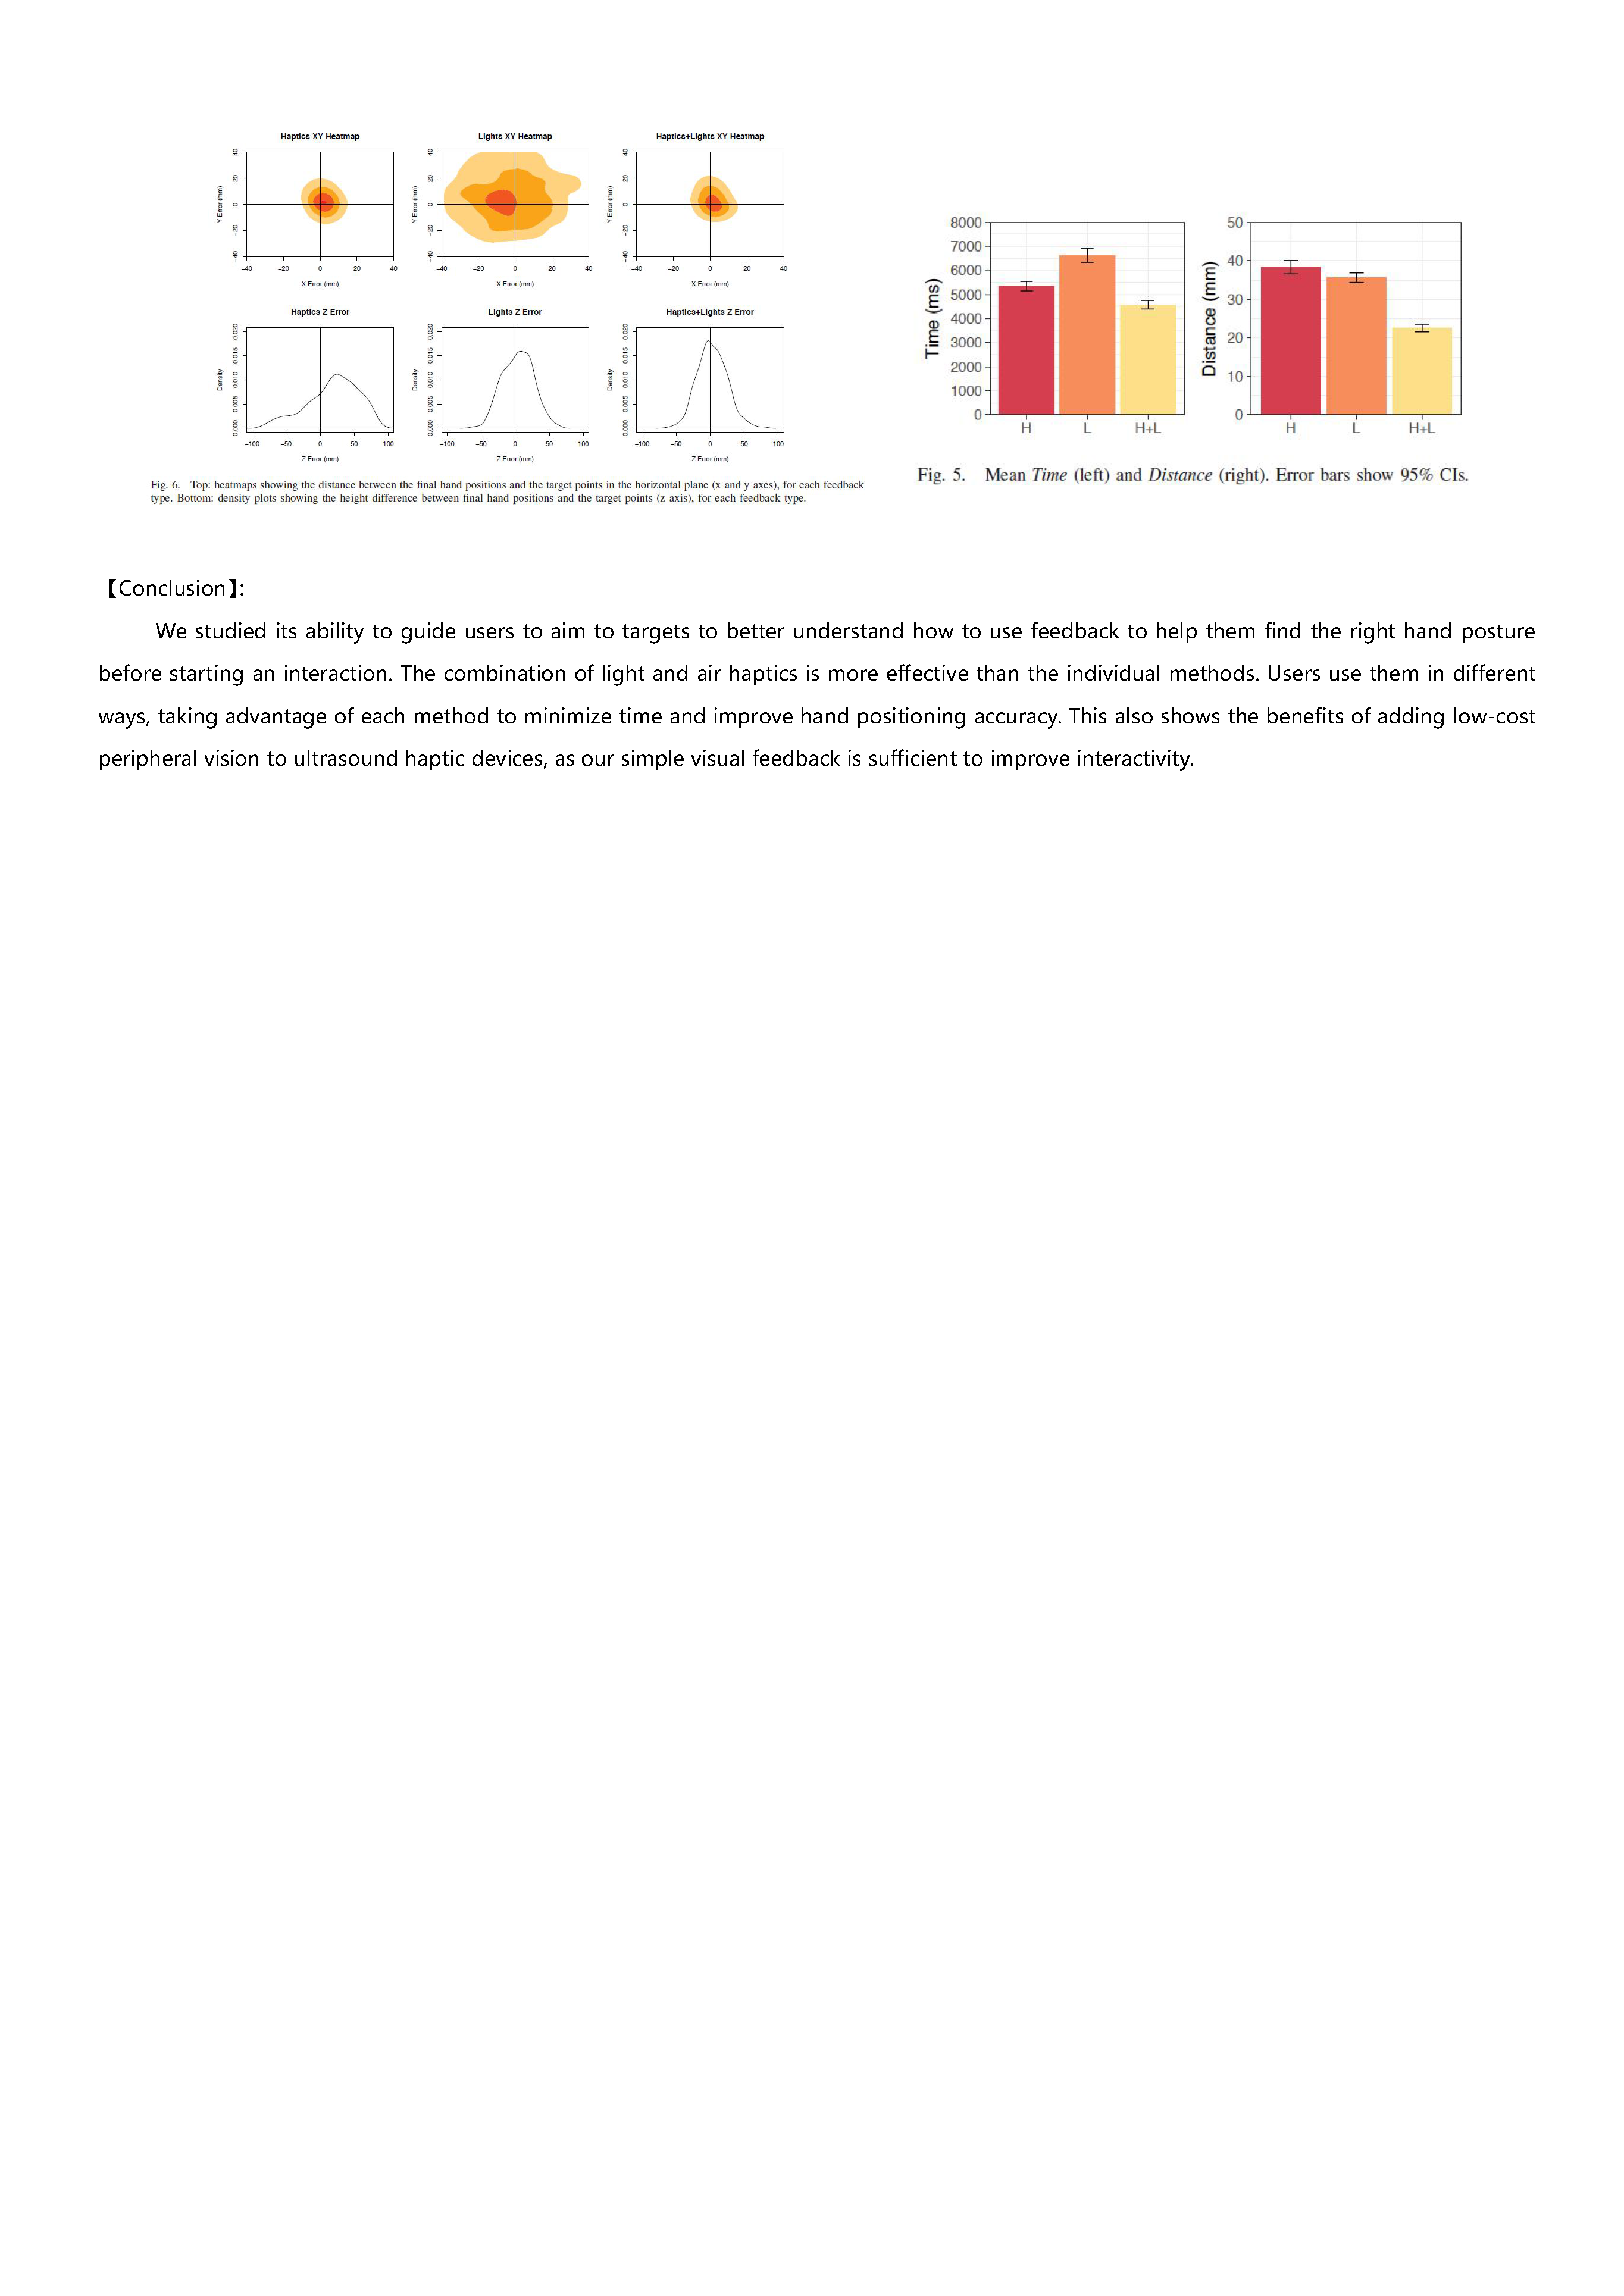 Haptics XY Heatmap
Lights XY Heatmap
Haptics+Lights XY Heatmap
40
20
0
−20
−40
Y Error (mm)
−40 −20 0 20 40
X Error (mm)
40
20
0
−20
−40
Y Error (mm)
−40 −20 0 20 40
X Error (mm)
40
20
0
−20
−40
Y Error (mm)
−40 −20 0 20 40
X Error (mm)
Haptics Z Error
Lights Z Error
Haptics+Lights Z Error
0.020
0.015
0.010
0.005
0.000
Density
−100 −50 0 50 100
Z Error (mm)
0.020
0.015
0.010
0.005
0.000
Density
−100 −50 0 50 100
Z Error (mm)
0.020
0.015
0.010
0.005
0.000
Density
−100 −50 0 50 100
Z Error (mm)
Fig. 6. Top: heatmaps showing the distance between the final hand positions and the target points in the horizontal plane (x and y axes), for each feedback
type. Bottom: density plots showing the height difference between final hand positions and the target points (z axis), for each feedback type.
8000
7000
6000
5000
4000
3000
2000
1000
0
Time (ms)
H L H+L
50
40
30
20
10
0
Distance (mm)
H L H+L
Fig. 5. Mean Time (left) and Distance (right). Error bars show 95% CIs.
【Conclusion】:
We studied its ability to guide users to aim to targets to better understand how to use feedback to help them find the right hand posture
before starting an interaction. The combination of light and air haptics is more effective than the individual methods. Users use them in different
ways, taking advantage of each method to minimize time and improve hand positioning accuracy. This also shows the benefits of adding low-cost
peripheral vision to ultrasound haptic devices, as our simple visual feedback is sufficient to improve interactivity.